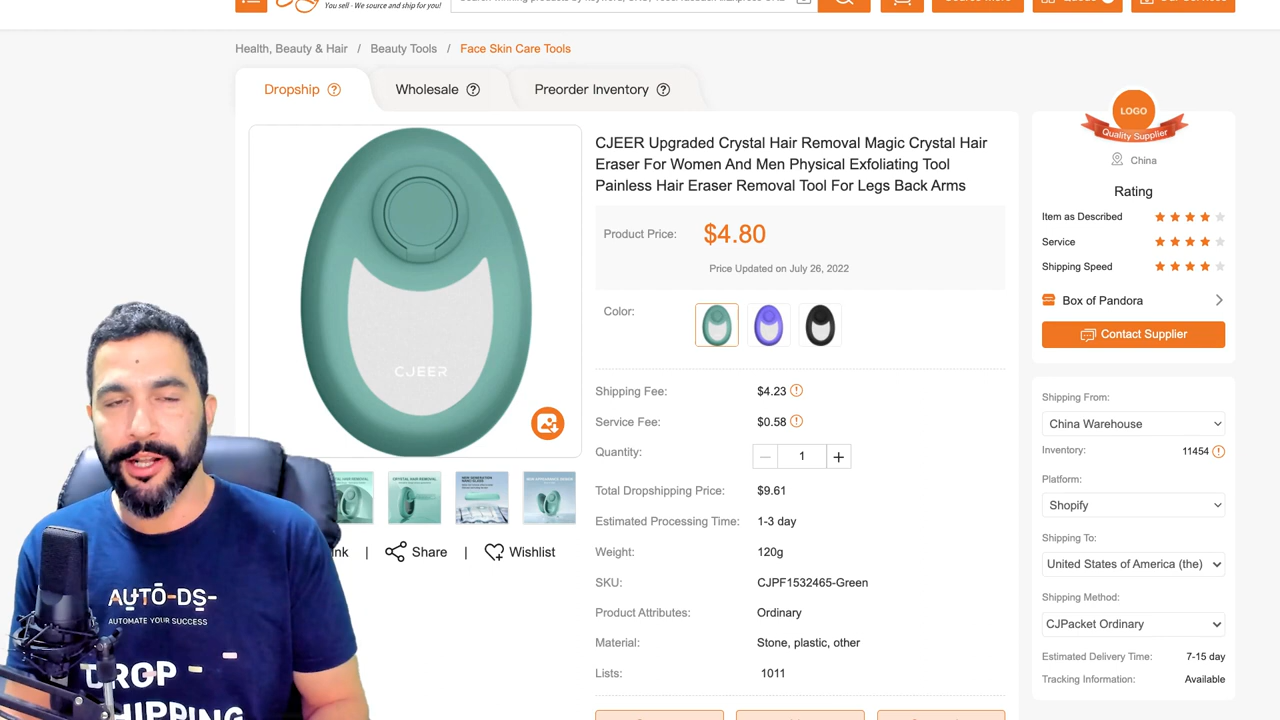 You sell - We source and ship for you!
Health, Beauty & Hair / Beauty Tools / Face Skin Care Tools
Dropship
Wholesale
Preorder Inventory
LOGO
Quality Supplier
China
Rating
Item as Described
Service
Shipping Speed
Box of Pandora
Contact Supplier
CJEER Upgraded Crystal Hair Removal Magic Crystal Hair
Eraser For Women And Men Physical Exfoliating Tool
Painless Hair Eraser Removal Tool For Legs Back Arms
Product Price: $4.80
Price Updated on July 26, 2022
Color:
CJEER
Shipping Fee: $4.23
Service Fee: $0.58
Quantity: 1
Total Dropshipping Price: $9.61
Estimated Processing Time: 1-3 day
Weight: 120g
SKU: CJPF1532465-Green
Product Attributes: Ordinary
Material: Stone, plastic, other
Lists: 1011
Shipping From:
China Warehouse
Inventory: 11454
Platform:
Shopify
Shipping To:
United States of America (the)
Shipping Method:
CJPacket Ordinary
Estimated Delivery Time: 7-15 day
Tracking Information: Available
| Share | Wishlist
AUTO-DS-
AUTOMATE YOUR SUCCESS
DROP
SHIPPING